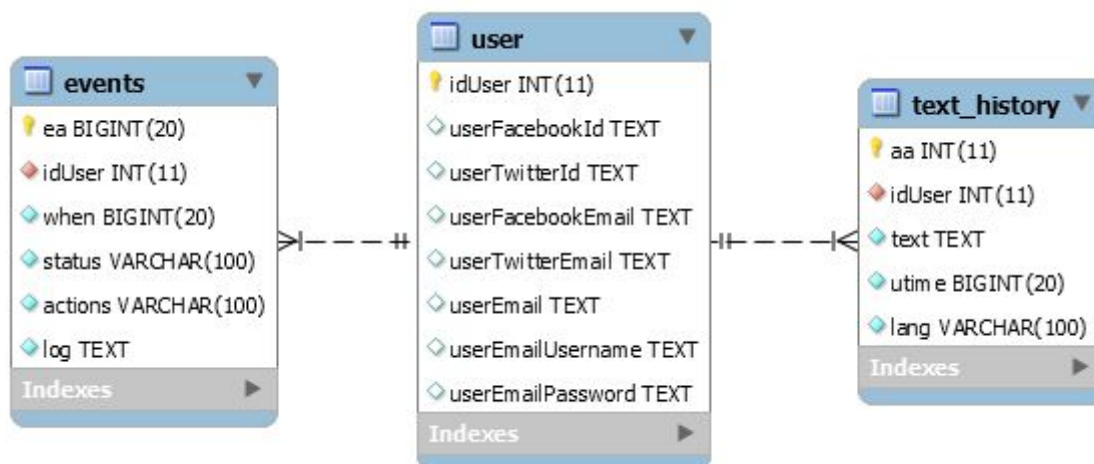 events
ea BIGINT(20)
idUser INT(11)
when BIGINT(20)
status VARCHAR(100)
actions VARCHAR(100)
log TEXT
Indexes
user
idUser INT(11)
userFacebookId TEXT
userTwitterId TEXT
userFacebookEmail TEXT
userTwitterEmail TEXT
userEmail TEXT
userEmailUsername TEXT
userEmailPassword TEXT
Indexes
text_history
aa INT(11)
idUser INT(11)
text TEXT
utime BIGINT(20)
lang VARCHAR(100)
Indexes